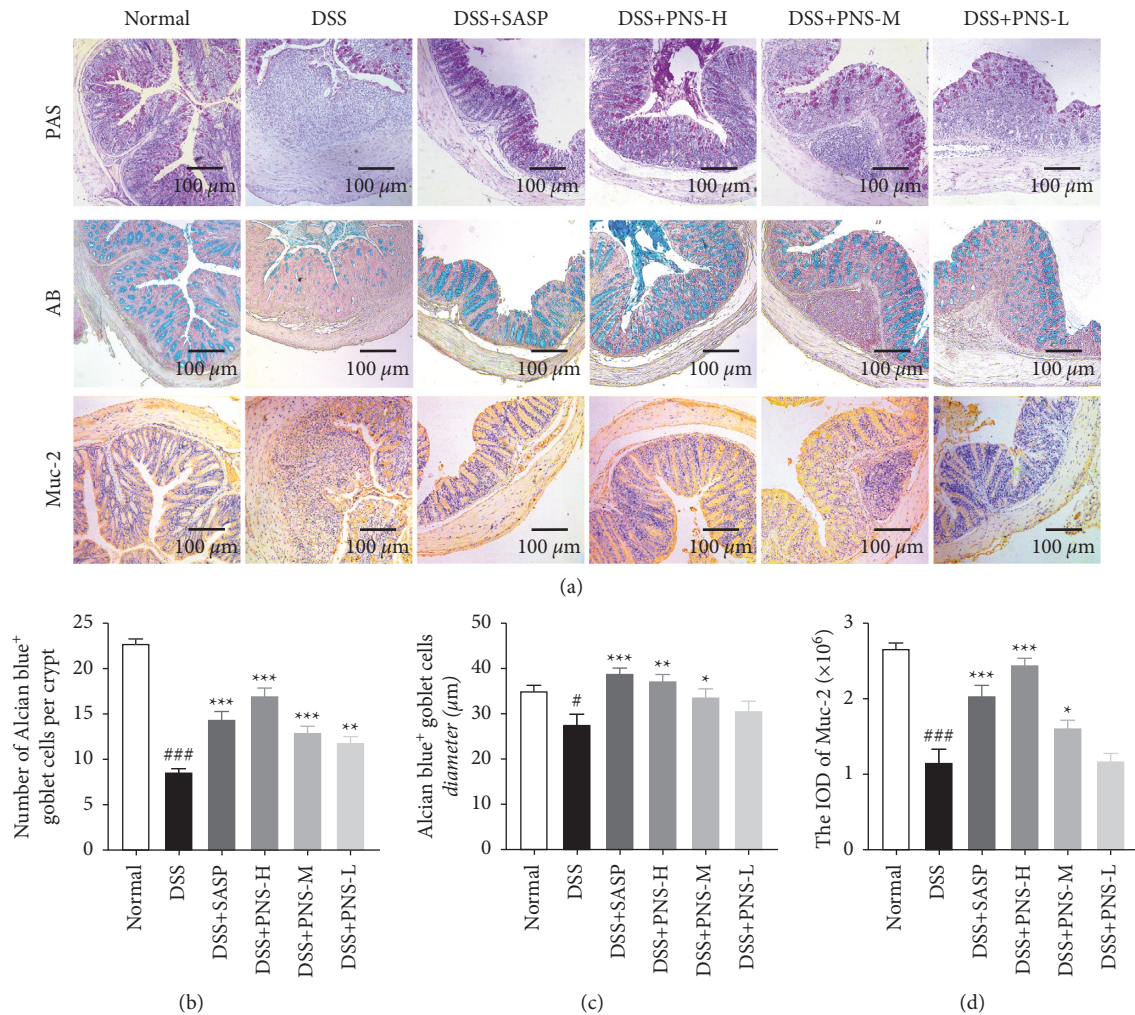 Normal DSS DSS+SASP DSS+PNS-H DSS+PNS-M DSS+PNS-L
PAS
100 µm 100 µm 100 µm 100 µm 100 µm 100 µm
AB
100 µm 100 µm 100 µm 100 µm 100 µm 100 µm
Muc-2
100 µm 100 µm 100 µm 100 µm 100 µm 100 µm
(a)
Number of Alcian blue⁺
goblet cells per crypt
25
20
15
10
5
0
###
***
***
***
**
Normal
DSS
DSS+SASP
DSS+PNS-H
DSS+PNS-M
DSS+PNS-L
(b)
Alcian blue⁺ goblet cells
diameter (µm)
50
40
30
20
10
0
#
***
**
*
Normal
DSS
DSS+SASP
DSS+PNS-H
DSS+PNS-M
DSS+PNS-L
(c)
The IOD of Muc-2 (×10⁶)
3
2
1
0
###
***
***
*
Normal
DSS
DSS+SASP
DSS+PNS-H
DSS+PNS-M
DSS+PNS-L
(d)